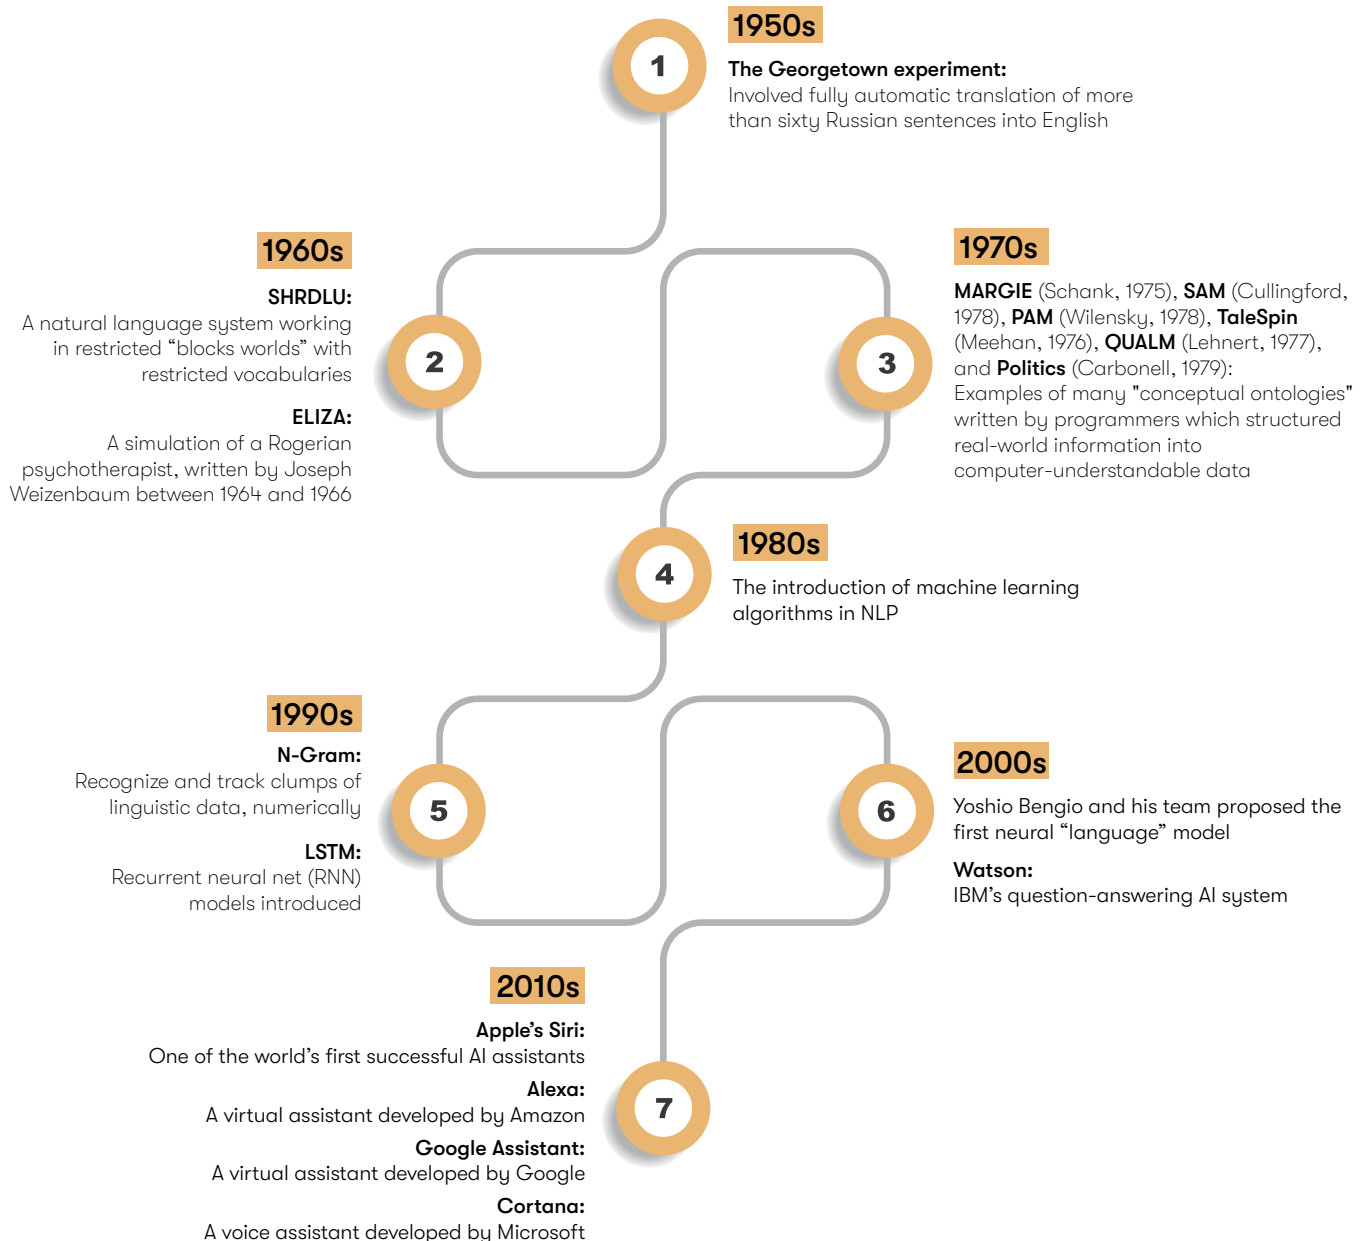 1
1950s
The Georgetown experiment:
Involved fully automatic translation of more
than sixty Russian sentences into English
1960s
SHRDLU:
A natural language system working
in restricted “blocks worlds” with
restricted vocabularies
ELIZA:
A simulation of a Rogerian
psychotherapist, written by Joseph
Weizenbaum between 1964 and 1966
2
1970s
MARGIE (Schank, 1975), SAM (Cullingford,
1978), PAM (Wilensky, 1978), TaleSpin
(Meehan, 1976), QUALM (Lehnert, 1977),
and Politics (Carbonell, 1979):
Examples of many "conceptual ontologies"
written by programmers which structured
real-world information into
computer-understandable data
3
4
1980s
The introduction of machine learning
algorithms in NLP
1990s
N-Gram:
Recognize and track clumps of
linguistic data, numerically
LSTM:
Recurrent neural net (RNN)
models introduced
5
6
2000s
Yoshio Bengio and his team proposed the
first neural “language” model
Watson:
IBM’s question-answering AI system
2010s
Apple’s Siri:
One of the world’s first successful AI assistants
Alexa:
A virtual assistant developed by Amazon
Google Assistant:
A virtual assistant developed by Google
Cortana:
A voice assistant developed by Microsoft
7